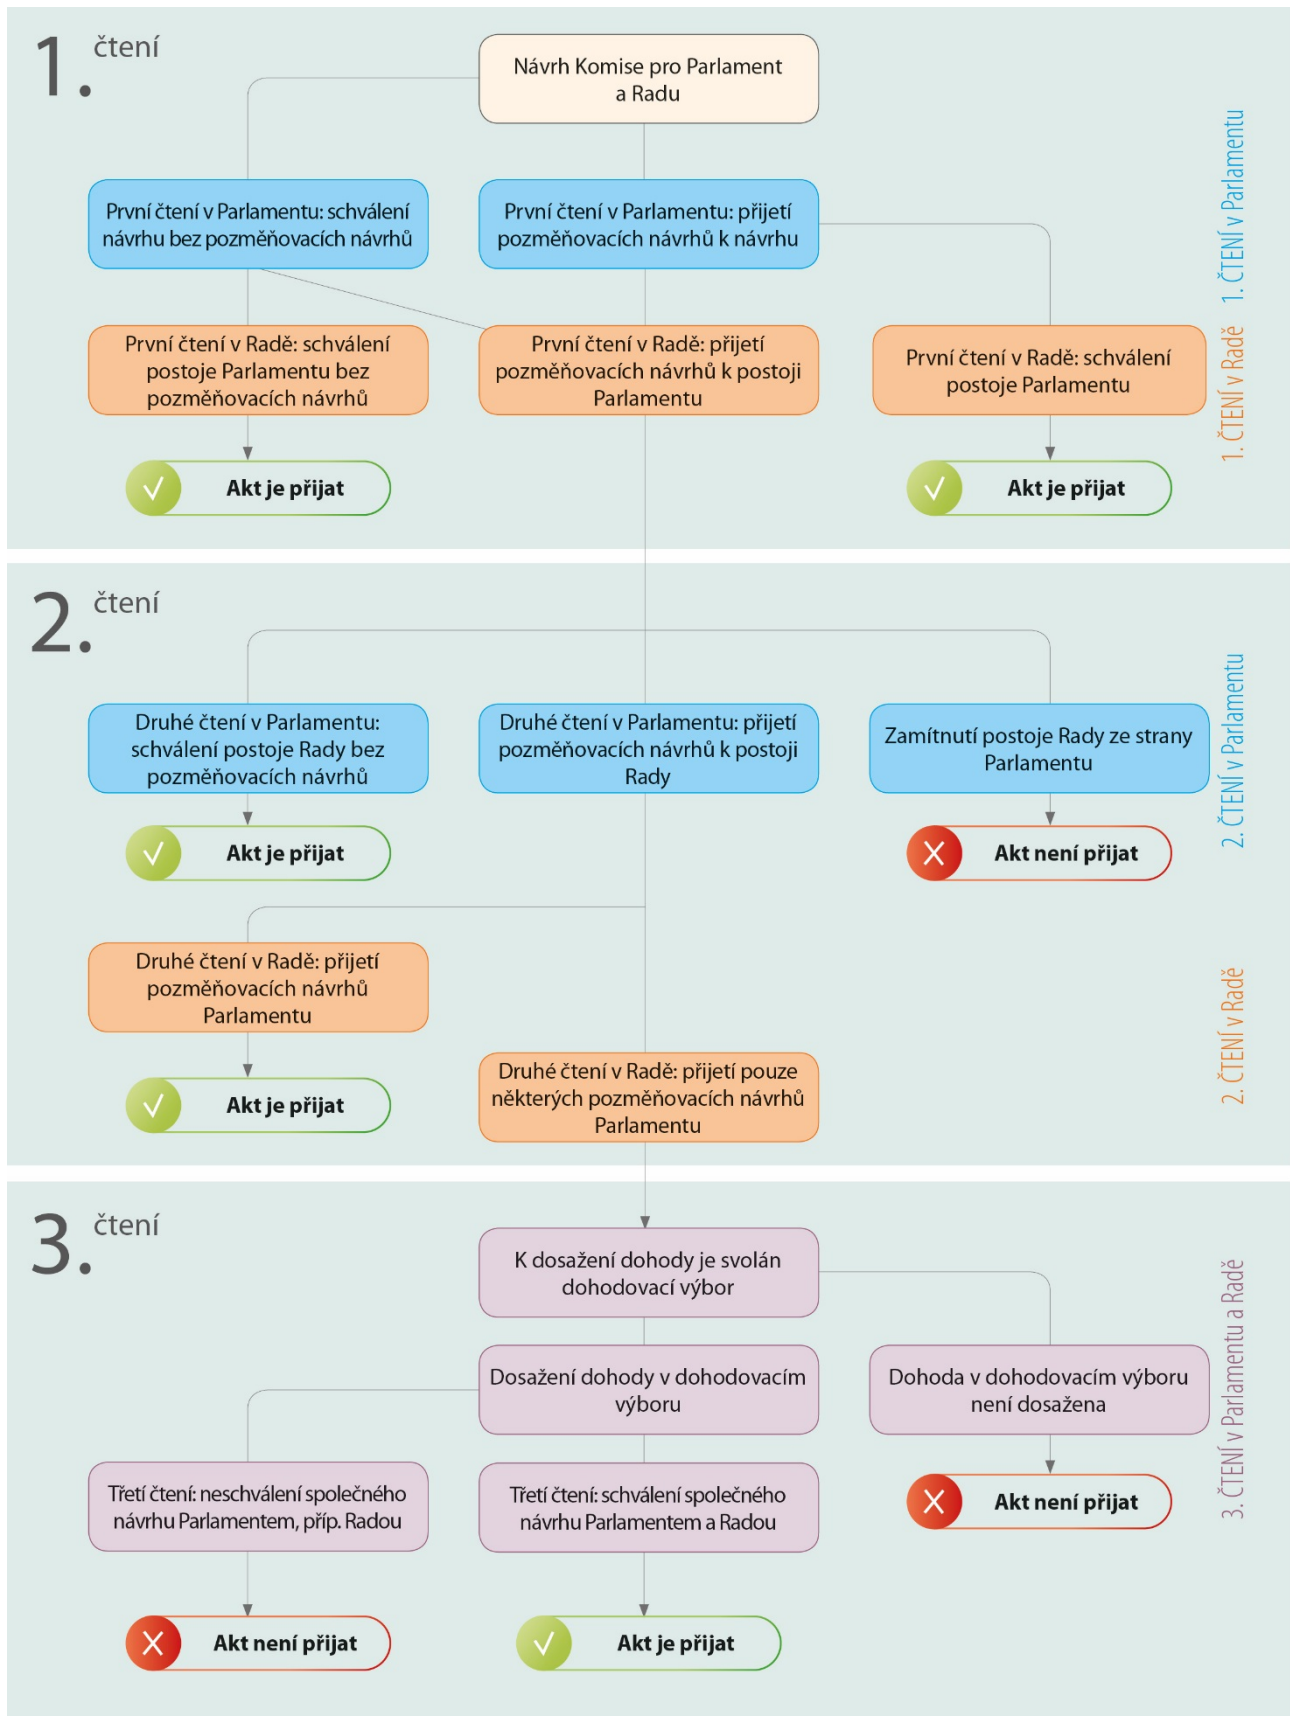 1. čtení
Návrh Komise pro Parlament
a Radu
První čtení v Parlamentu: schválení
návrhu bez pozměňovacích návrhů
První čtení v Parlamentu: přijetí
pozměňovacích návrhů k návrhu
1. ČTENÍ v Parlamentu
První čtení v Radě: schválení
postoje Parlamentu bez
pozměňovacích návrhů
První čtení v Radě: přijetí
pozměňovacích návrhů k postoji
Parlamentu
První čtení v Radě: schválení
postoje Parlamentu
1. ČTENÍ v Radě
Akt je přijat
Akt je přijat
2. čtení
Druhé čtení v Parlamentu:
schválení postoje Rady bez
pozměňovacích návrhů
Druhé čtení v Parlamentu: přijetí
pozměňovacích návrhů k postoji
Rady
Zamítnutí postoje Rady ze strany
Parlamentu
2. ČTENÍ v Parlamentu
Akt je přijat
Akt není přijat
Druhé čtení v Radě: přijetí
pozměňovacích návrhů
Parlamentu
2. ČTENÍ v Radě
Akt je přijat
Druhé čtení v Radě: přijetí pouze
některých pozměňovacích návrhů
Parlamentu
3. čtení
K dosažení dohody je svolán
dohodovací výbor
3. ČTENÍ v Parlamentu a Radě
Dosažení dohody v dohodovacím
výboru
Dohoda v dohodovacím výboru
není dosažena
Třetí čtení: neschválení společného
návrhu Parlamentem, příp. Radou
Třetí čtení: schválení společného
návrhu Parlamentem a Radou
Akt není přijat
Akt není přijat
Akt je přijat